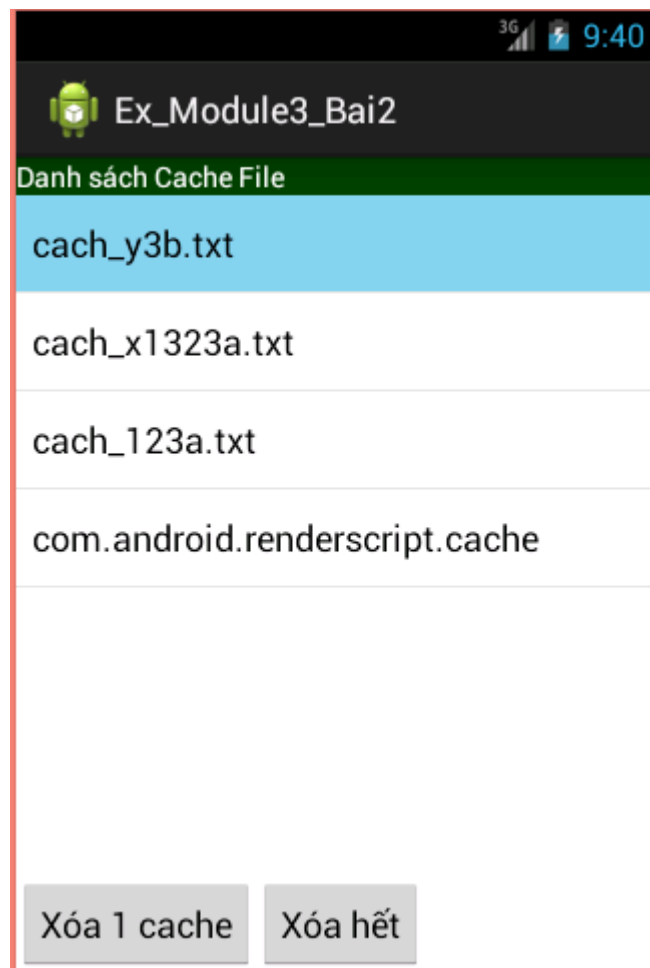 3G 9:40
Ex_Module3_Bai2
Danh sách Cache File
cach_y3b.txt
cach_x1323a.txt
cach_123a.txt
com.android.renderscript.cache
Xóa 1 cache Xóa hết